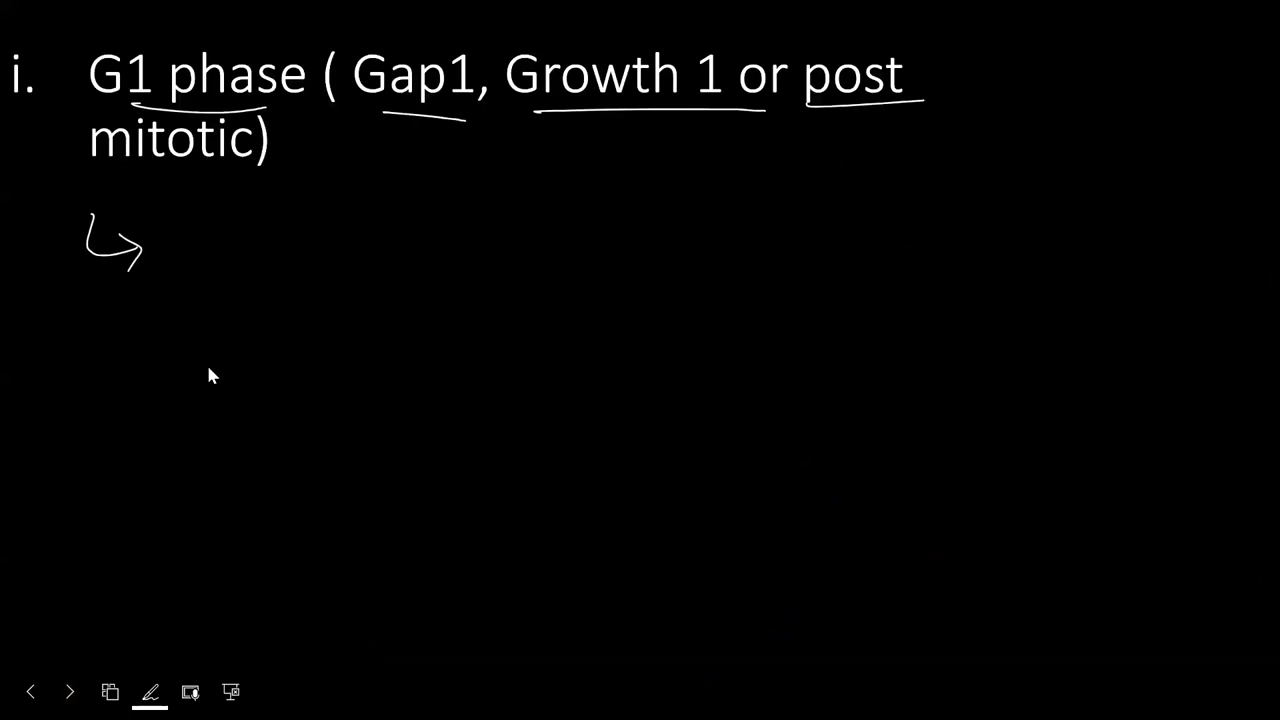 i. G1 phase ( Gap1, Growth 1 or post
mitotic)